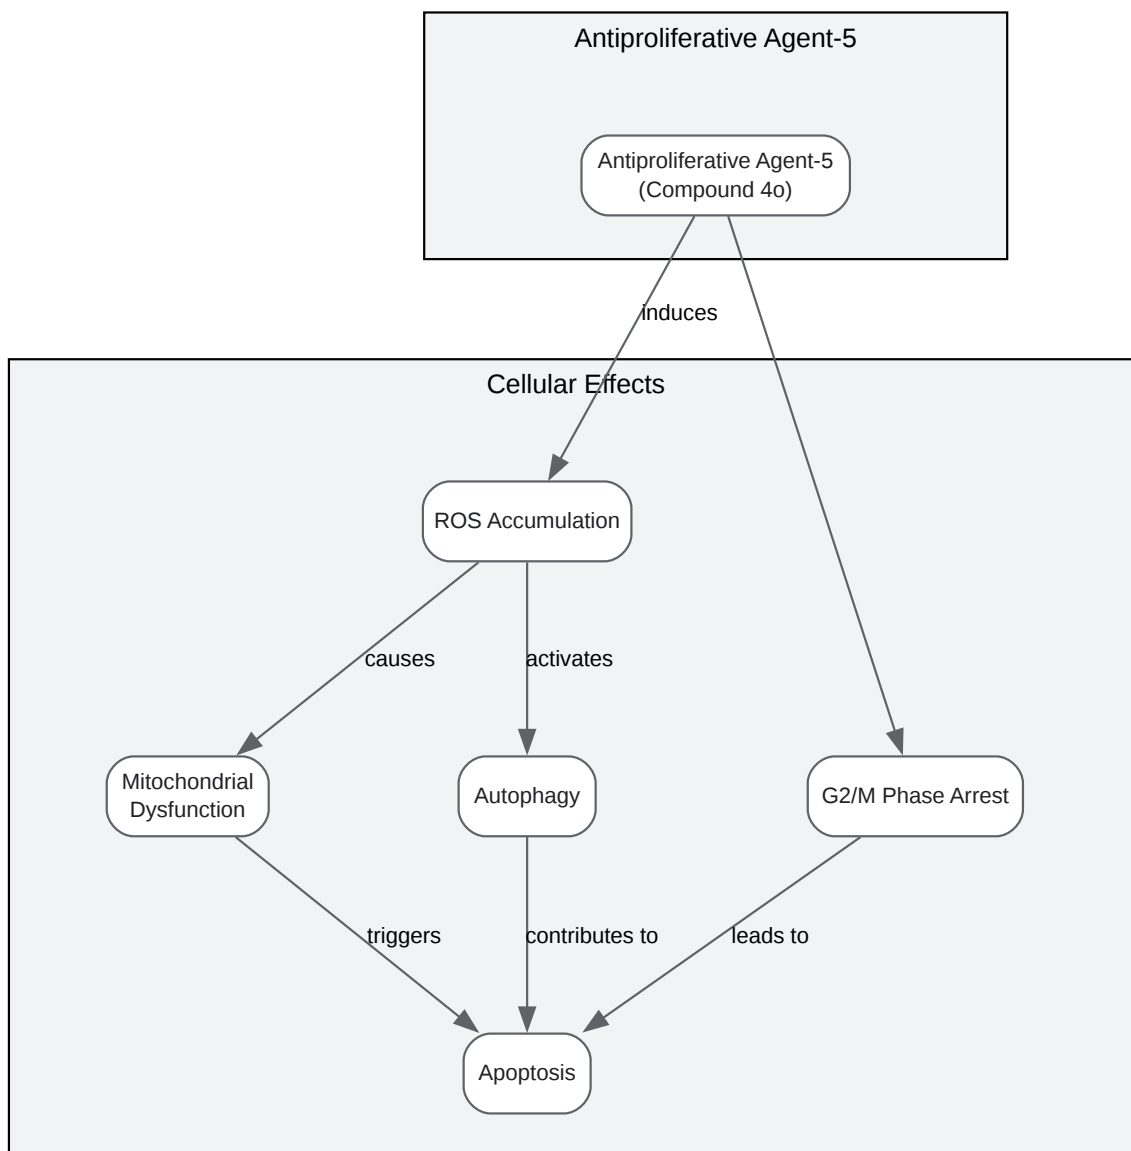 Antiproliferative Agent-5
Antiproliferative Agent-5
(Compound 4o)
induces
Cellular Effects
ROS Accumulation
causes
activates
Mitochondrial
Dysfunction
Autophagy
G2/M Phase Arrest
triggers
contributes to
leads to
Apoptosis